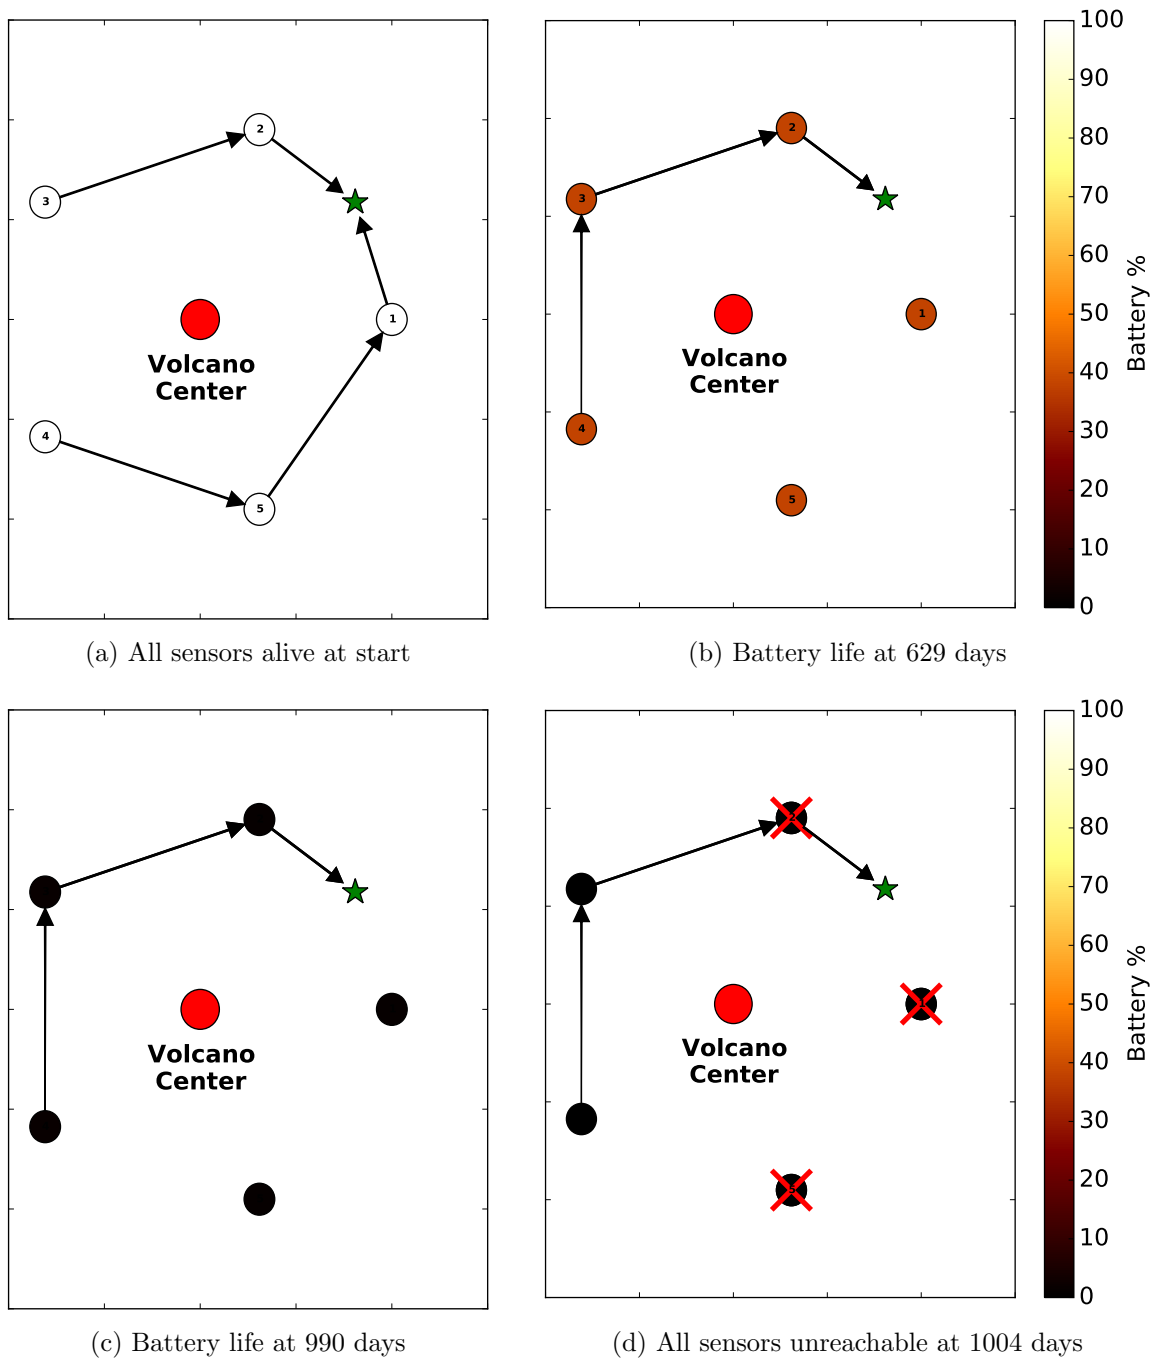 2
3
1
Volcano
Center
4
5
(a) All sensors alive at start
2
3
1
Volcano
Center
4
5
100
90
80
70
60
50
40
30
20
10
0
Battery %
(b) Battery life at 629 days
Volcano
Center
(c) Battery life at 990 days
2
1
Volcano
Center
5
100
90
80
70
60
50
40
30
20
10
0
Battery %
(d) All sensors unreachable at 1004 days